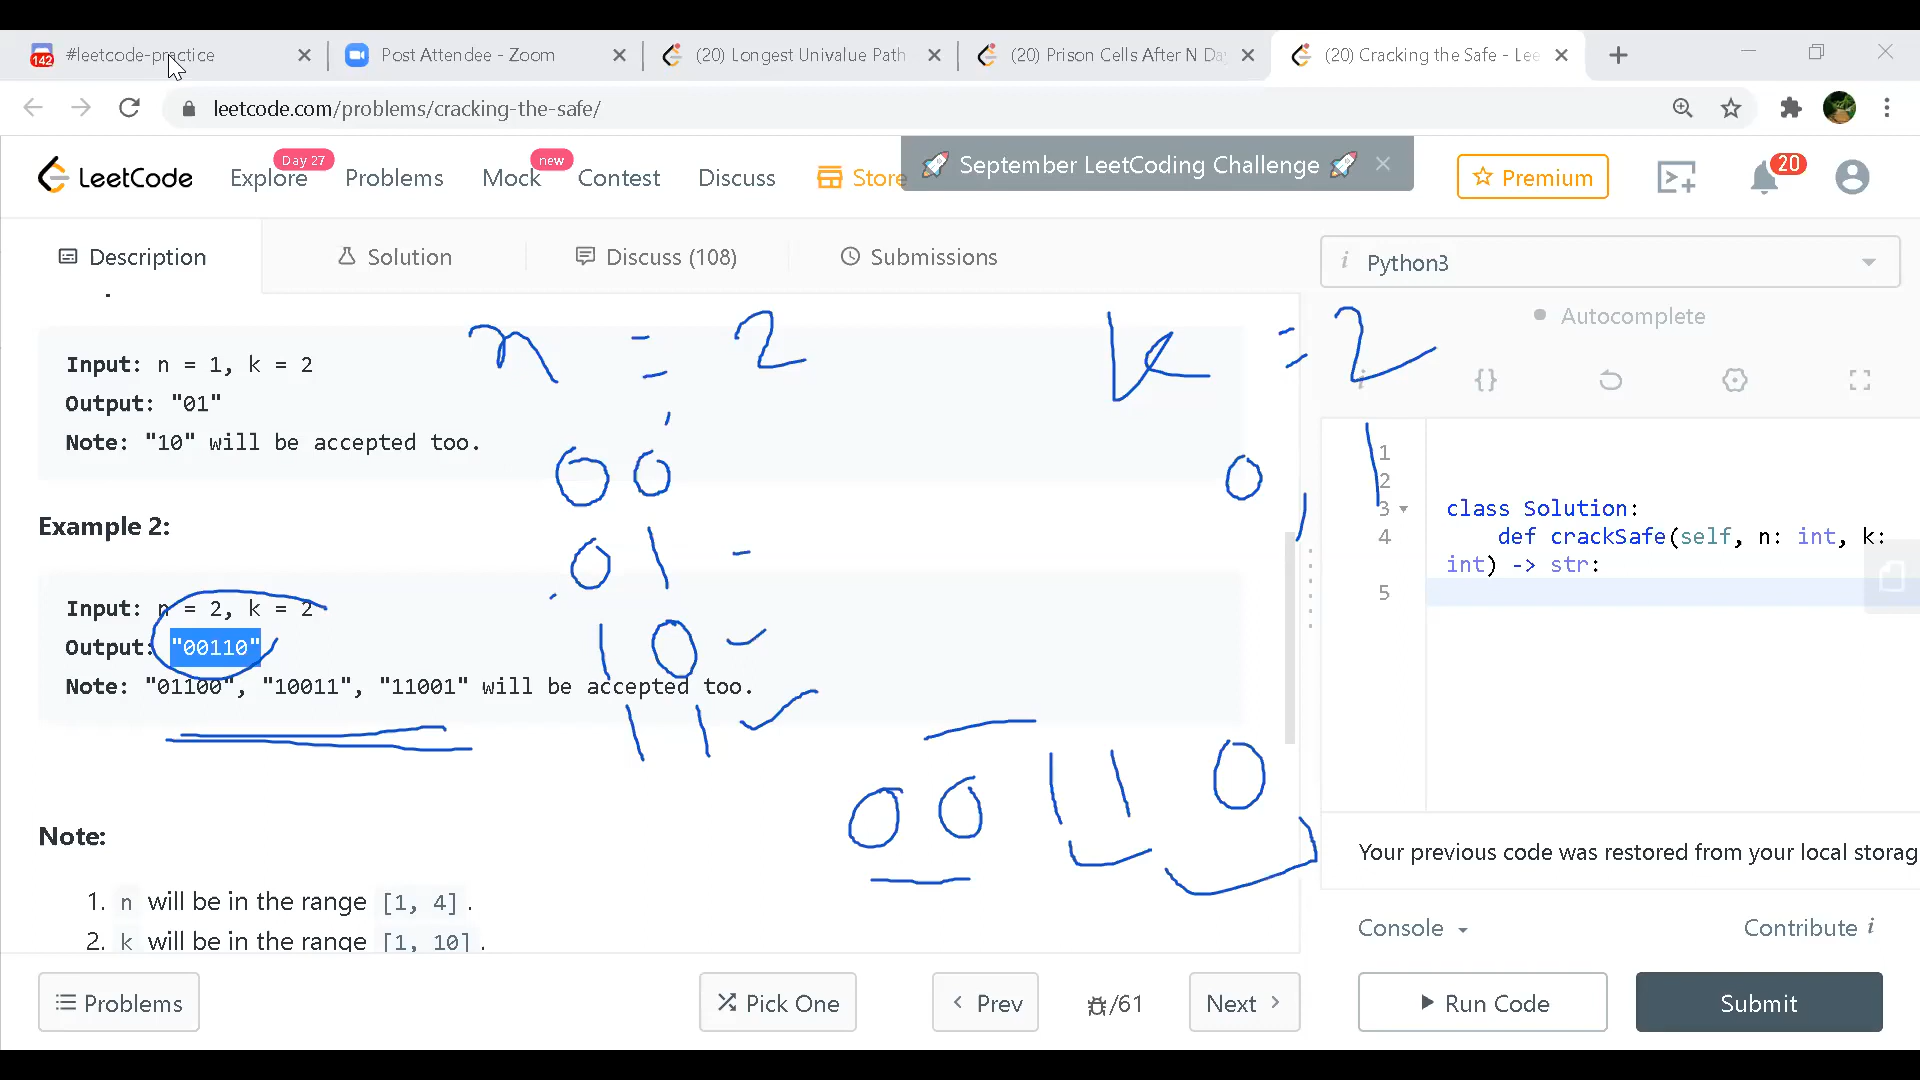 142 #leetcode-practice
Post Attendee - Zoom
(20) Longest Univalue Path
(20) Prison Cells After N Da
(20) Cracking the Safe - Lee
leetcode.com/problems/cracking-the-safe/
LeetCode
Explore
Day 27
Problems
Mock
new
Contest
Discuss
Store
🚀 September LeetCoding Challenge 🚀
Premium
20
Description
Solution
Discuss (108)
Submissions
i Python3
Autocomplete
Input: n = 1, k = 2
Output: "01"
Note: "10" will be accepted too.
n = 2
k = 2
00
0, 1
01
10
11
00110
Example 2:
Input: n = 2, k = 2
Output: "00110"
Note: "01100", "10011", "11001" will be accepted too.
Note:
1. n will be in the range [1, 4].
2. k will be in the range [1, 10].
1
2
3 class Solution:
4 def crackSafe(self, n: int, k:
int) -> str:
5
Your previous code was restored from your local storag
Console
Contribute i
Problems
Pick One
Prev
/61
Next
Run Code
Submit